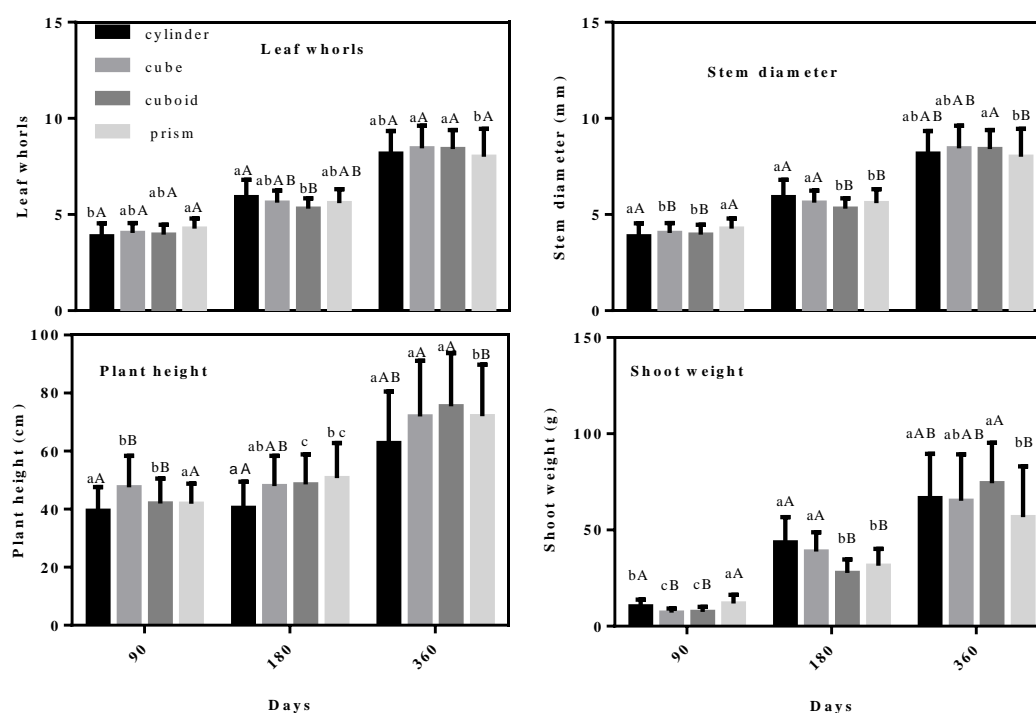 15
10
5
0
Leaf whorls
Leaf whorls
cylinder
cube
cuboid
prism
bA abA abA aA
aA abAB bB abAB
abA aA aA bA
15
10
5
0
Stem diameter (mm)
Stem diameter
aA bB bB aA
aA aA bB bB
abAB abAB aA bB
100
80
60
40
20
0
Plant height (cm)
Plant height
aA bB bB aA
aA abAB c bc
aAB aA aA bB
90 180 360
Days
150
100
50
0
Shoot weight (g)
Shoot weight
bA cB cB aA
aA aA bB bB
aAB abAB aA bB
90 180 360
Days